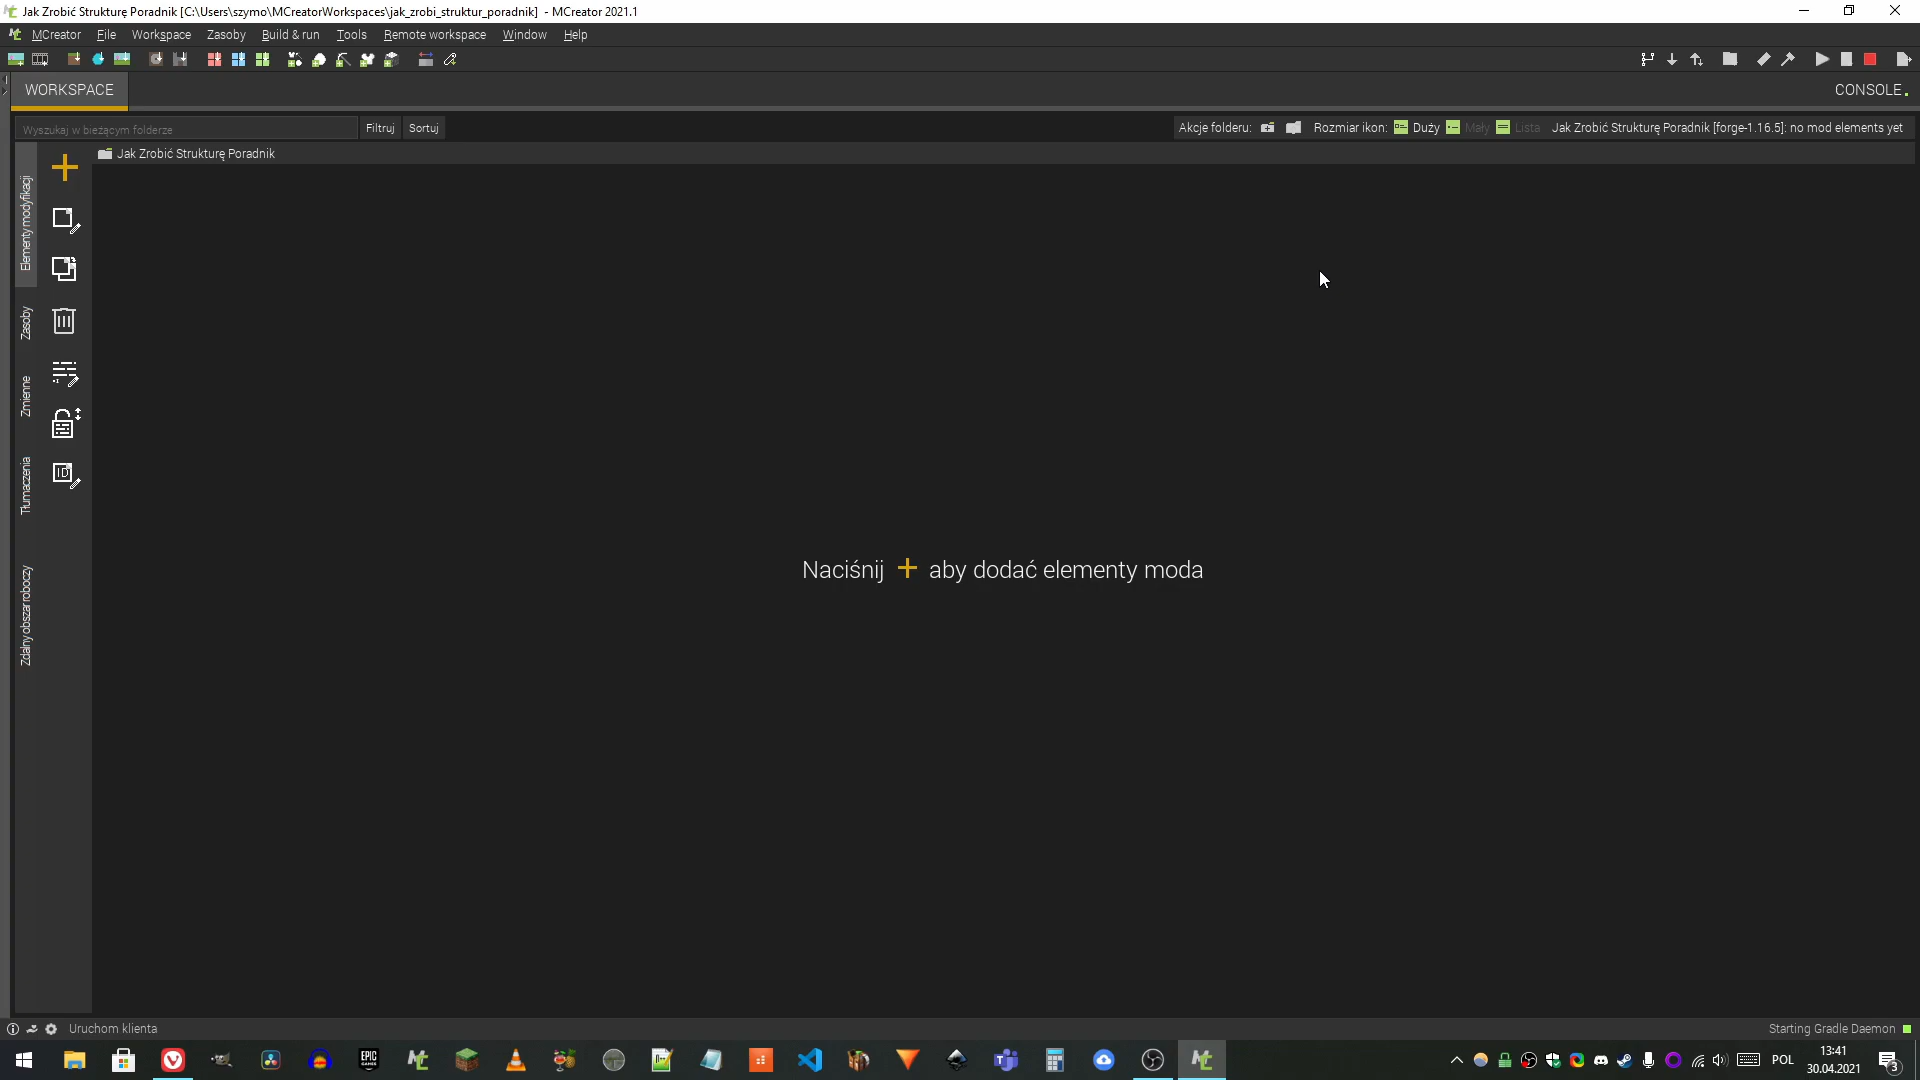 Jak Zrobić Strukturę Poradnik [C:\Users\szymo\MCreatorWorkspaces\jak_zrobi_struktur_poradnik] - MCreator 2021.1
MCreator File Workspace Zasoby Build & run Tools Remote workspace Window Help
WORKSPACE
CONSOLE
Wyszukaj w bieżącym folderze
Filtruj
Sortuj
Akcje folderu:
Rozmiar ikon:
Duży
Mały
Lista
Jak Zrobić Strukturę Poradnik [forge-1.16.5]: no mod elements yet
Jak Zrobić Strukturę Poradnik
Elementy modyfikacji
Zasoby
Zmienne
Tłumaczenia
Zdalny obszar roboczy
ID
Naciśnij + aby dodać elementy moda
Uruchom klienta
Starting Gradle Daemon
EPIC GAMES
POL
13:41
30.04.2021
3